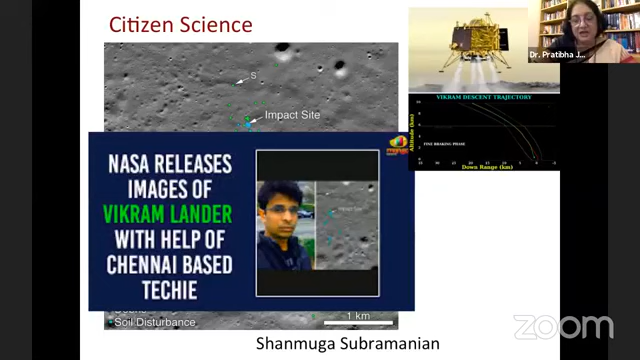 Citizen Science
S
Impact Site
NASA RELEASES
IMAGES OF
VIKRAM LANDER
WITH HELP OF
CHENNAI BASED
TECHIE
Debris
Soil Disturbance
1 km
Shanmuga Subramanian
VIKRAM DESCENT TRAJECTORY
Altitude (km)
FINE BRAKING PHASE
Down Range (km)
Dr. Pratibha J...
zoom